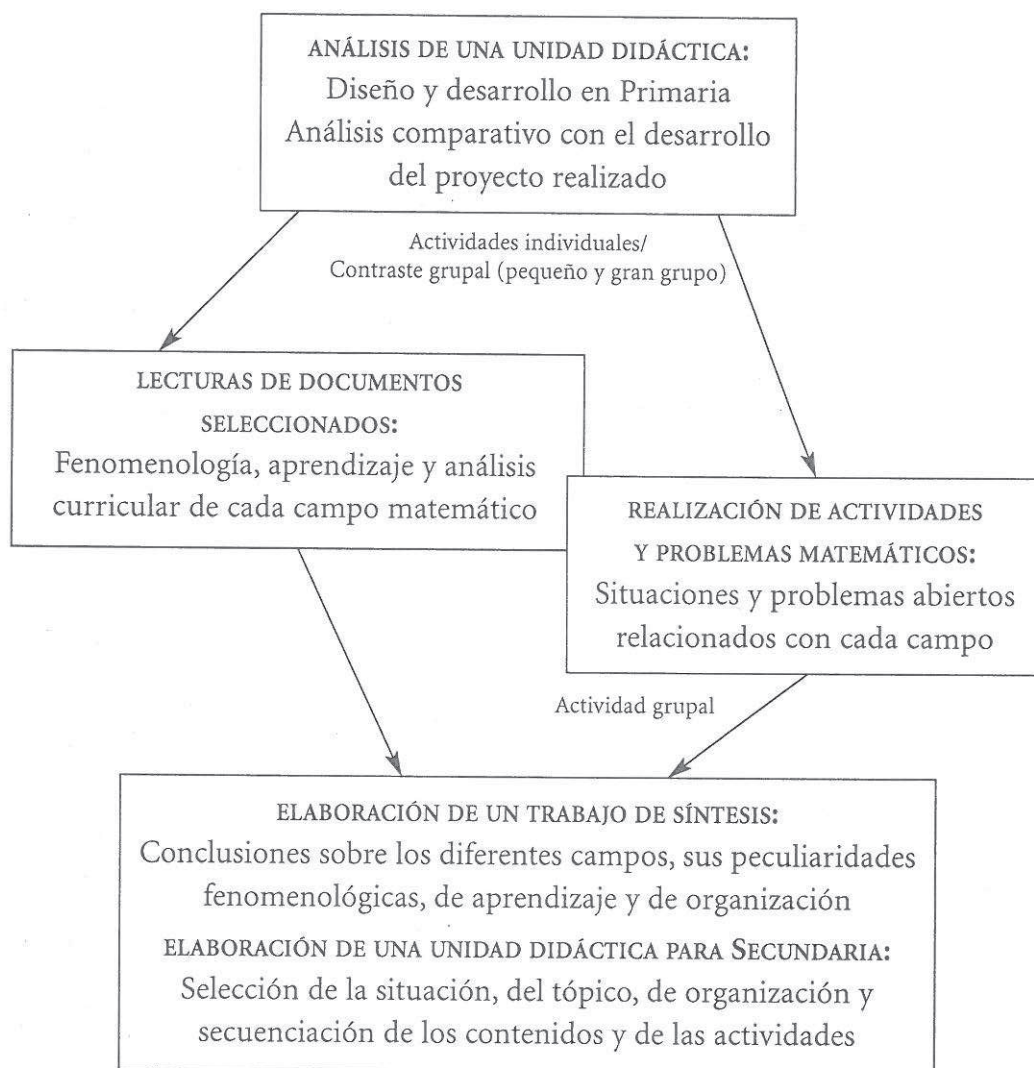 ANÁLISIS DE UNA UNIDAD DIDÁCTICA:
Diseño y desarrollo en Primaria
Análisis comparativo con el desarrollo
del proyecto realizado
Actividades individuales/
Contraste grupal (pequeño y gran grupo)
LECTURAS DE DOCUMENTOS
SELECCIONADOS:
Fenomenología, aprendizaje y análisis
curricular de cada campo matemático
REALIZACIÓN DE ACTIVIDADES
Y PROBLEMAS MATEMÁTICOS:
Situaciones y problemas abiertos
relacionados con cada campo
Actividad grupal
ELABORACIÓN DE UN TRABAJO DE SÍNTESIS:
Conclusiones sobre los diferentes campos, sus peculiaridades
fenomenológicas, de aprendizaje y de organización
ELABORACIÓN DE UNA UNIDAD DIDÁCTICA PARA SECUNDARIA:
Selección de la situación, del tópico, de organización y
secuenciación de los contenidos y de las actividades